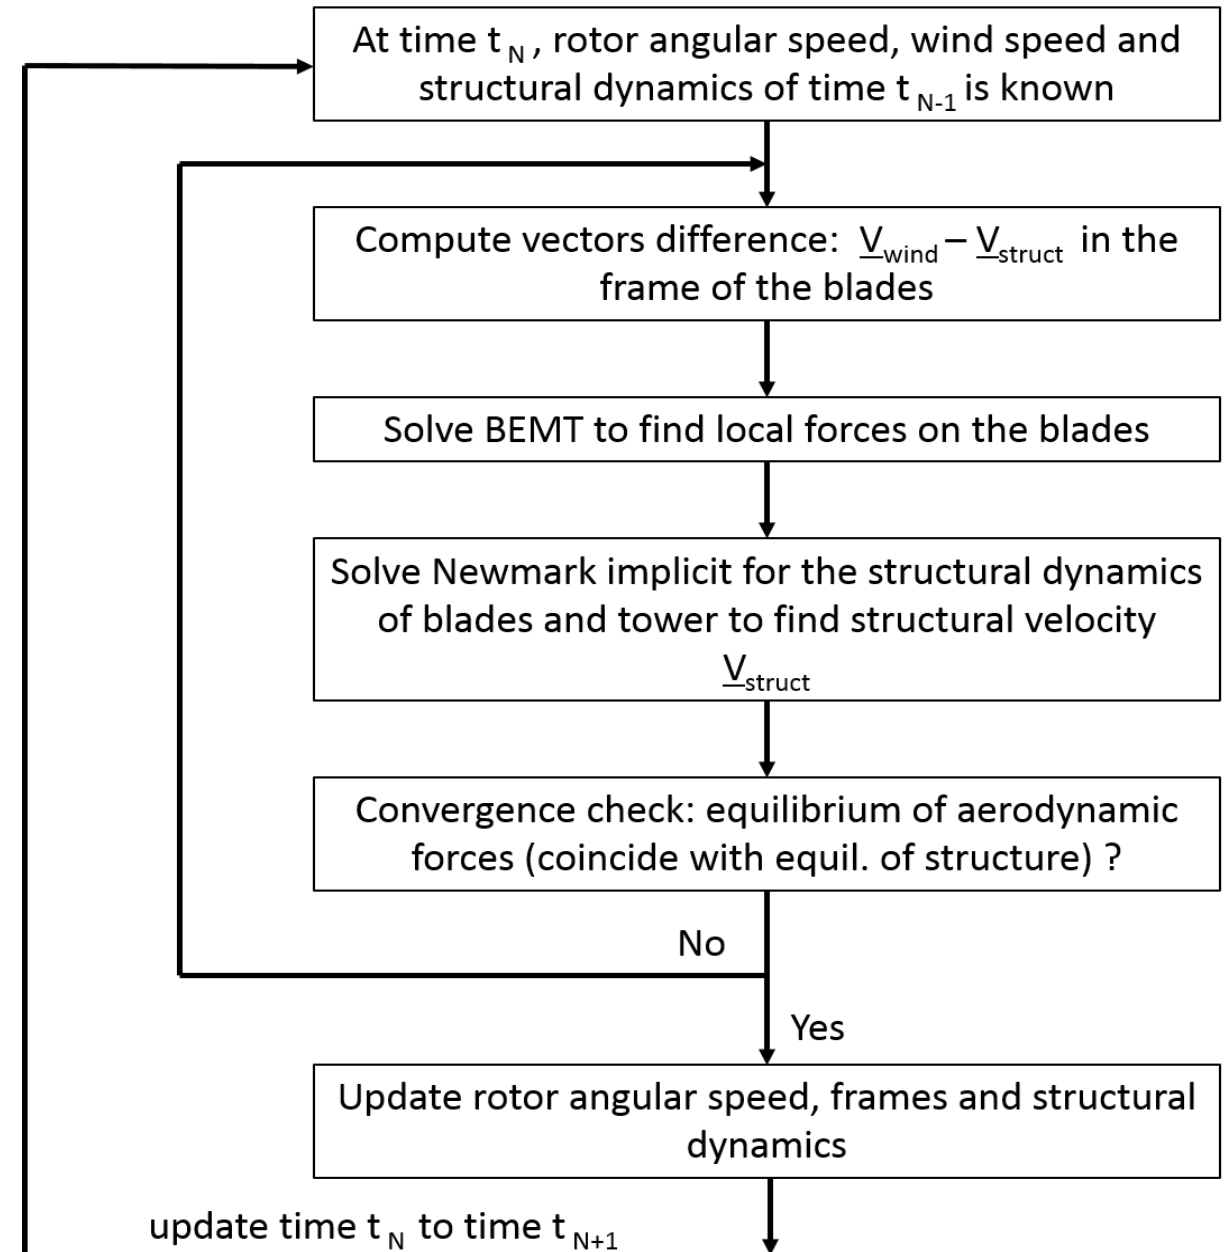 At time t N , rotor angular speed, wind speed and
structural dynamics of time t N-1 is known
Compute vectors difference: V wind – V struct in the
frame of the blades
Solve BEMT to find local forces on the blades
Solve Newmark implicit for the structural dynamics
of blades and tower to find structural velocity
V struct
Convergence check: equilibrium of aerodynamic
forces (coincide with equil. of structure) ?
No
Yes
Update rotor angular speed, frames and structural
dynamics
update time t N to time t N+1